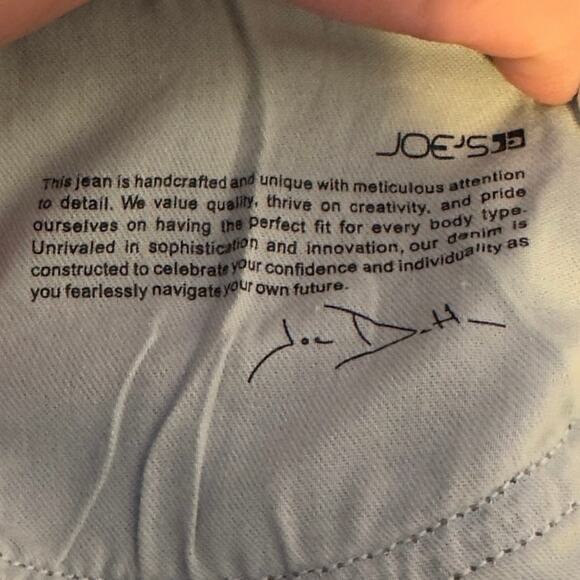 JOE'S
This jean is handcrafted and unique with meticulous attention
to detail. We value quality, thrive on creativity, and pride
ourselves on having the perfect fit for every body type.
Unrivaled in sophistication and innovation, our denim is
constructed to celebrate your confidence and individuality as
you fearlessly navigate your own future.
Joe